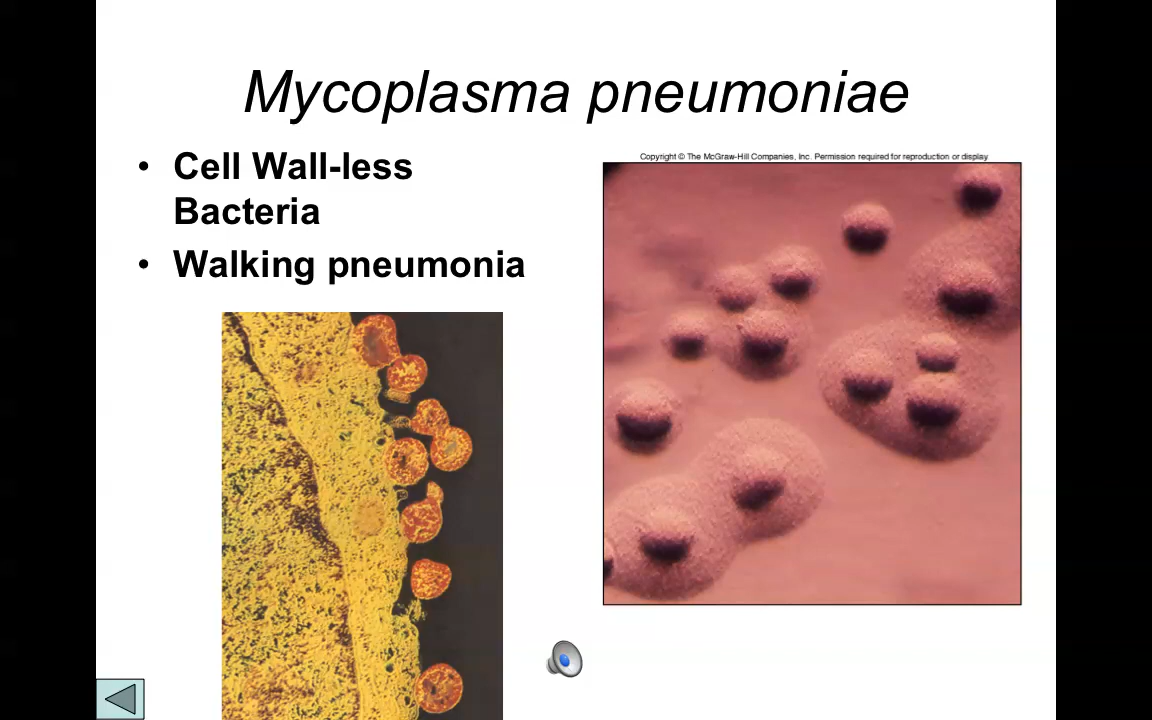 Mycoplasma pneumoniae
• Cell Wall-less
Bacteria
• Walking pneumonia
Copyright © The McGraw-Hill Companies, Inc. Permission required for reproduction or display